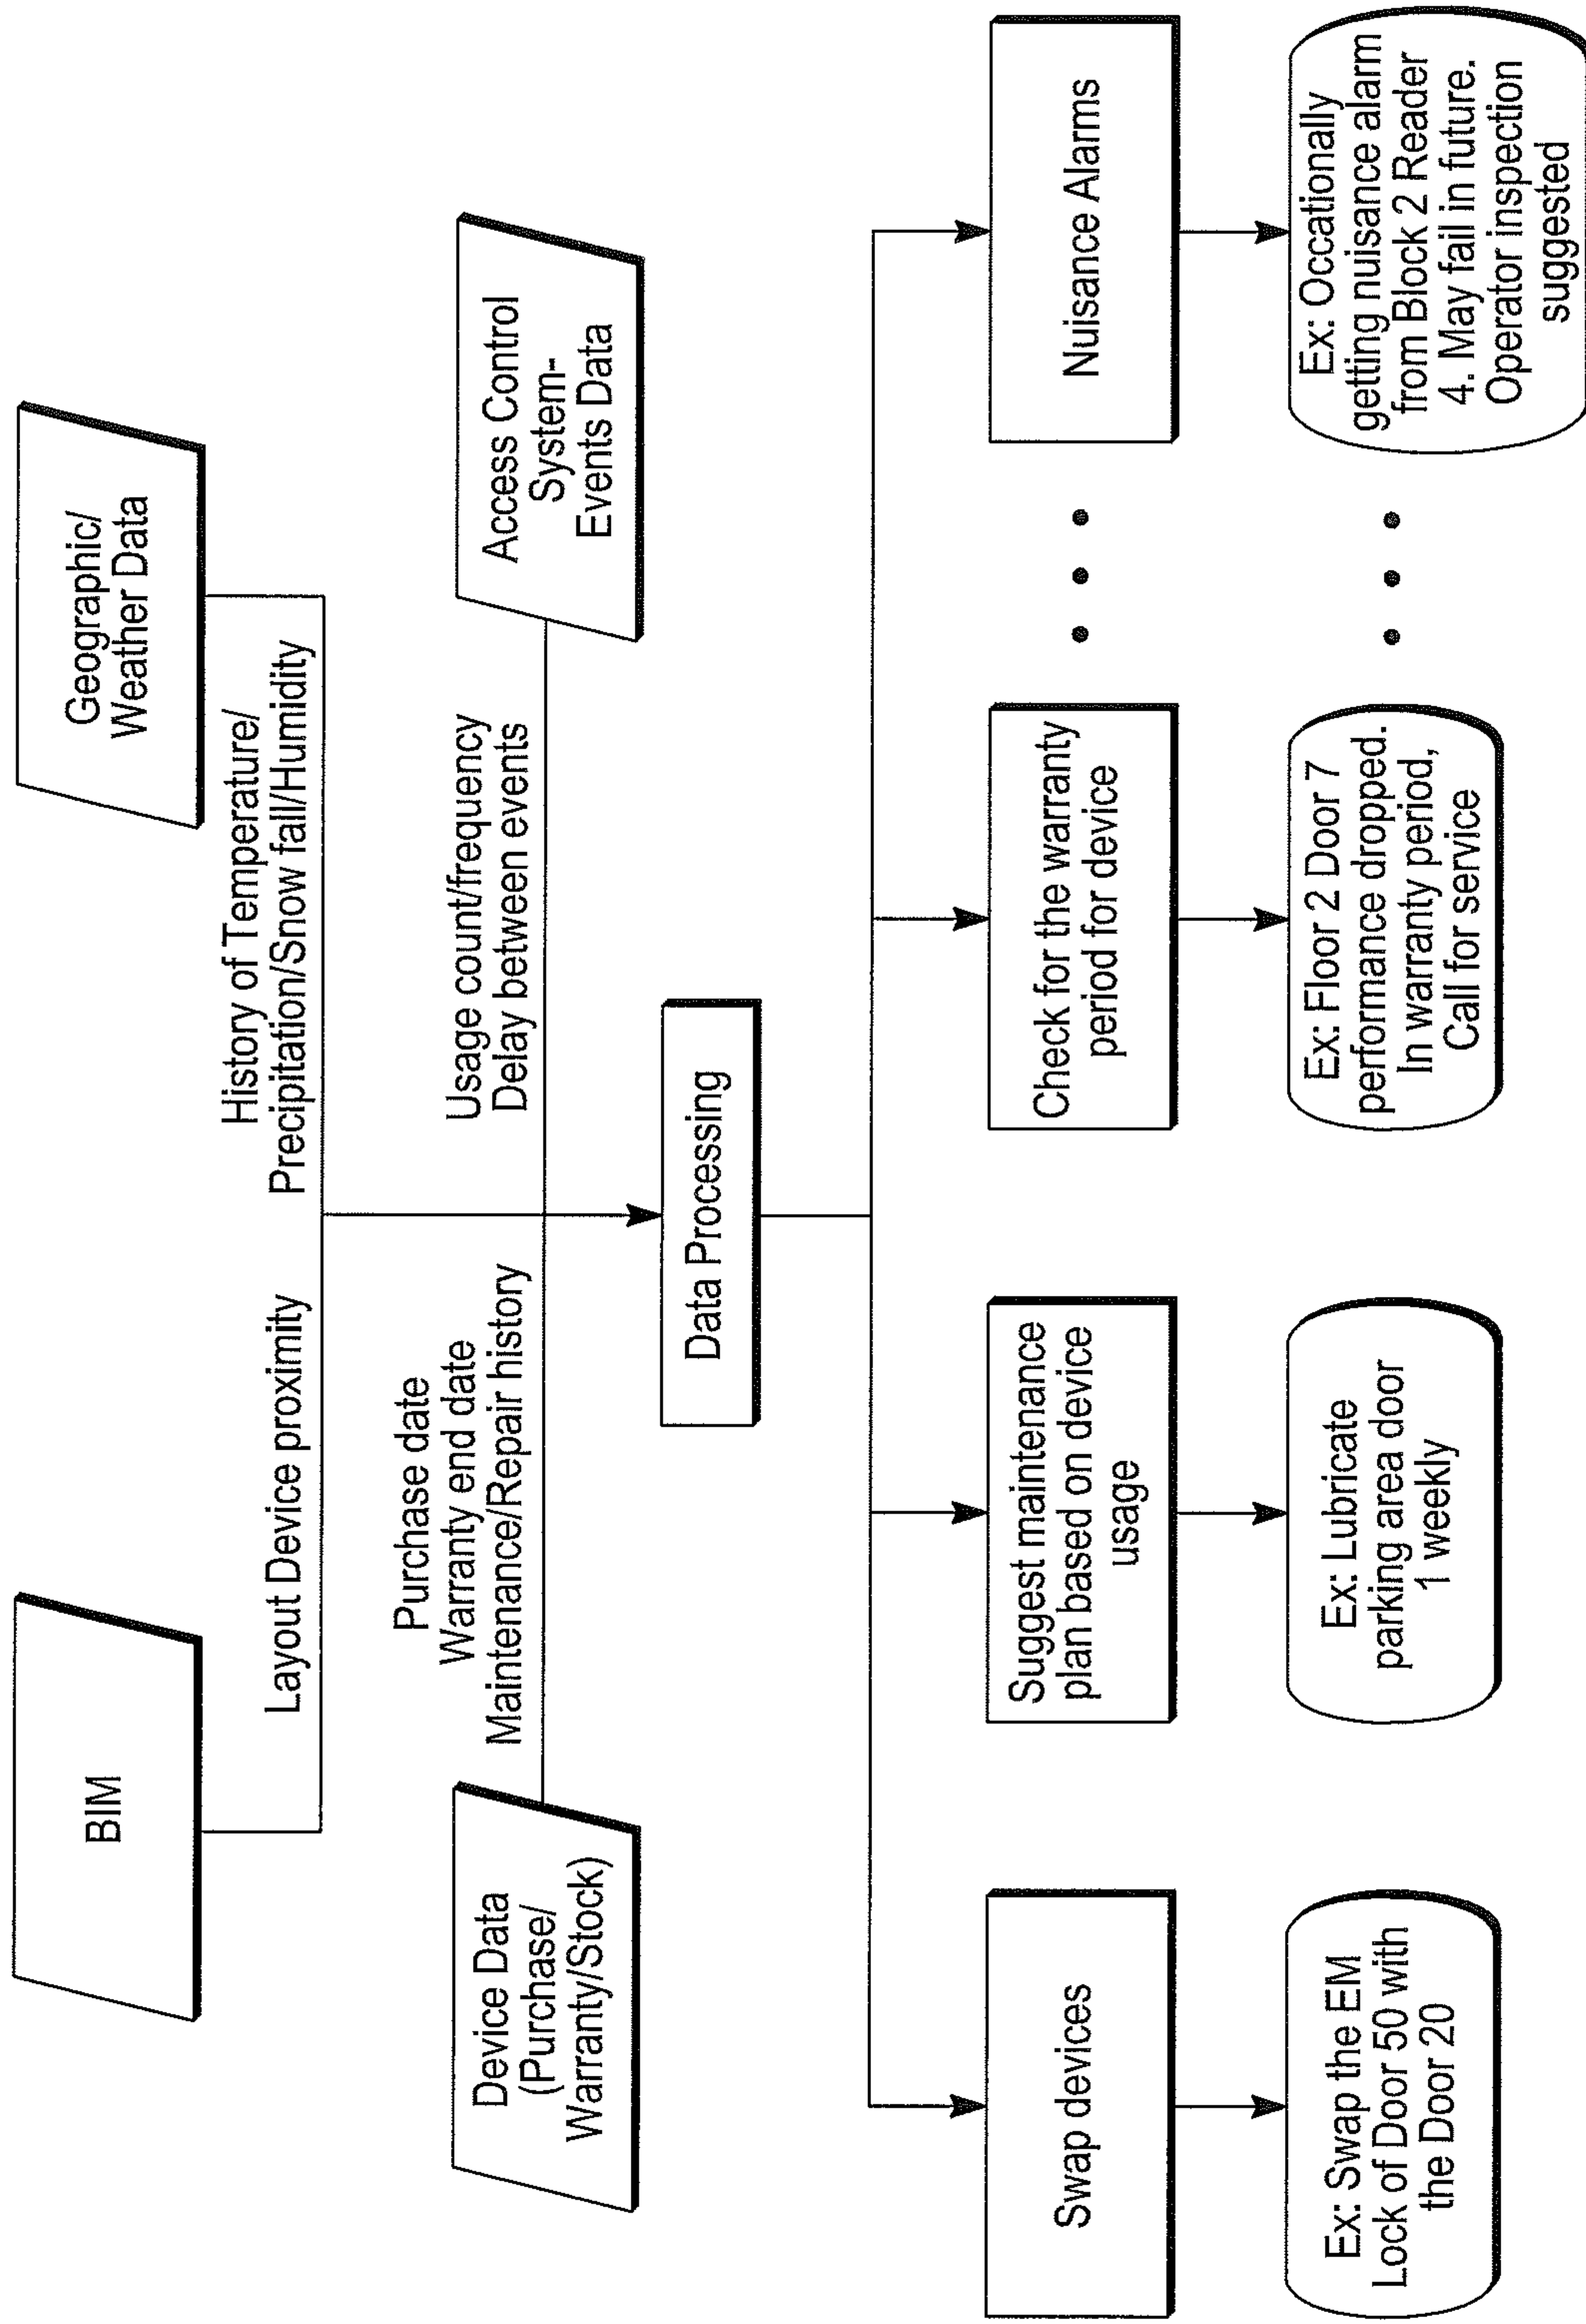 BIM
Geographic/
Weather Data
Layout Device proximity
History of Temperature/
Precipitation/Snow fall/Humidity
Device Data
(Purchase/
Warranty/Stock)
Purchase date
Warranty end date
Maintenance/Repair history
Usage count/frequency
Delay between events
Access Control
System-
Events Data
Data Processing
Swap devices
Suggest maintenance
plan based on device
usage
Check for the warranty
period for device
Nuisance Alarms
Ex: Swap the EM
Lock of Door 50 with
the Door 20
Ex: Lubricate
parking area door
1 weekly
Ex: Floor 2 Door 7
performance dropped.
In warranty period,
Call for service
Ex: Occationally
getting nuisance alarm
from Block 2 Reader
4. May fail in future.
Operator inspection
suggested